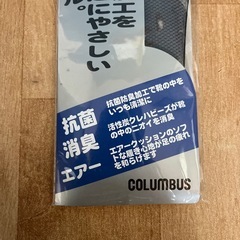 工を
にやさしい
。
抗菌
消臭
エアー
抗菌防臭加工で靴の中を
いつも清潔に
活性炭クレハビーズが靴
の中のニオイを消臭
エアークッションのソフ
トな履き心地が足の疲れ
を和らげます
COLUMBUS